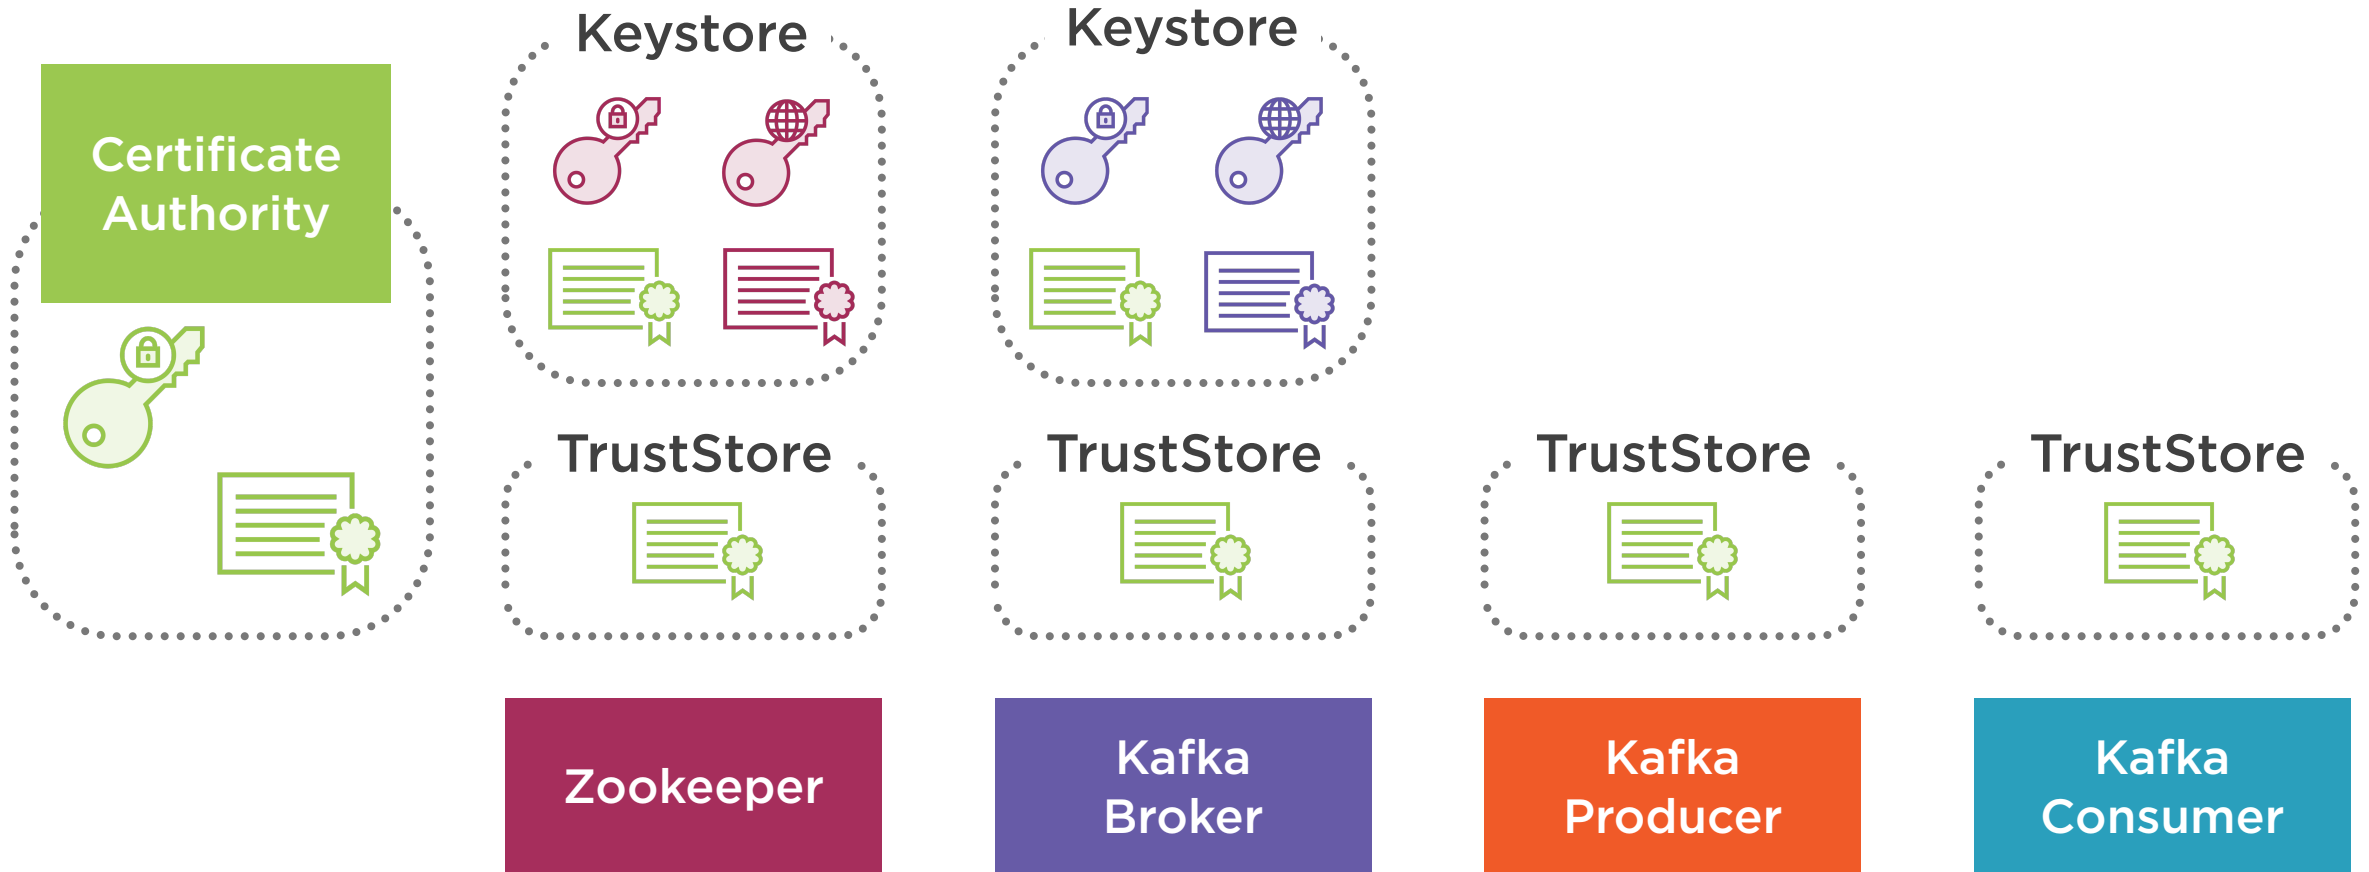 Keystore
Keystore
Certificate
Authority
TrustStore
TrustStore
TrustStore
TrustStore
Zookeeper
Kafka
Broker
Kafka
Producer
Kafka
Consumer